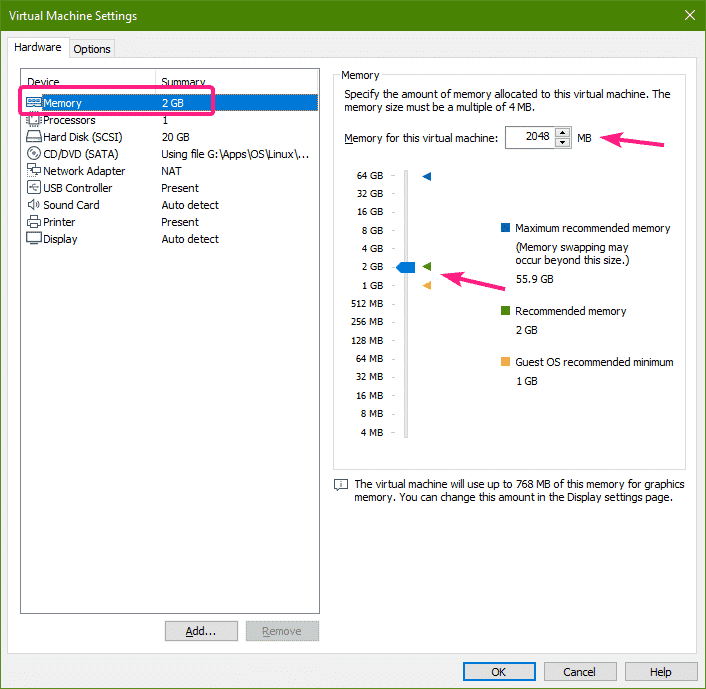 Virtual Machine Settings
Hardware
Options
Device Summary
Memory 2 GB
Processors 1
Hard Disk (SCSI) 20 GB
CD/DVD (SATA) Using file G:\Apps\OS\Linux\...
Network Adapter NAT
USB Controller Present
Sound Card Auto detect
Printer Present
Display Auto detect
Add...
Remove
Memory
Specify the amount of memory allocated to this virtual machine. The
memory size must be a multiple of 4 MB.
Memory for this virtual machine: 2048 MB
64 GB
32 GB
16 GB
8 GB
4 GB
2 GB
1 GB
512 MB
256 MB
128 MB
64 MB
32 MB
16 MB
8 MB
4 MB
Maximum recommended memory
(Memory swapping may
occur beyond this size.)
55.9 GB
Recommended memory
2 GB
Guest OS recommended minimum
1 GB
The virtual machine will use up to 768 MB of this memory for graphics
memory. You can change this amount in the Display settings page.
OK
Cancel
Help